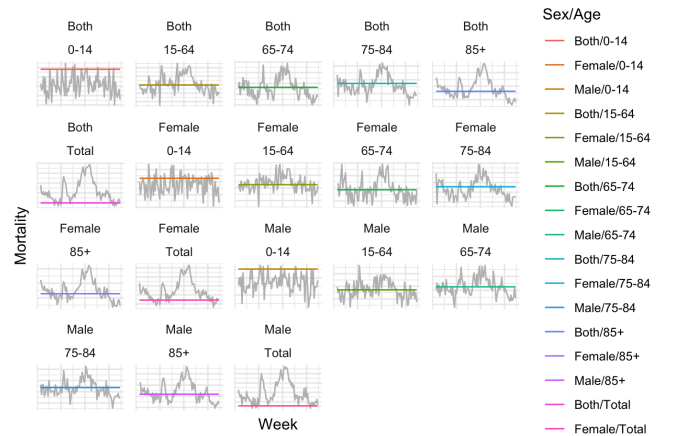 Sex/Age
Both/0-14
Female/0-14
Male/0-14
Both/15-64
Female/15-64
Male/15-64
Both/65-74
Female/65-74
Male/65-74
Both/75-84
Female/75-84
Male/75-84
Both/85+
Female/85+
Male/85+
Both/Total
Female/Total
Both Both Both Both Both
0-14 15-64 65-74 75-84 85+
Both Female Female Female Female
Total 0-14 15-64 65-74 75-84
Female Female Male Male Male
85+ Total 0-14 15-64 65-74
Male Male Male
75-84 85+ Total
Mortality
Week